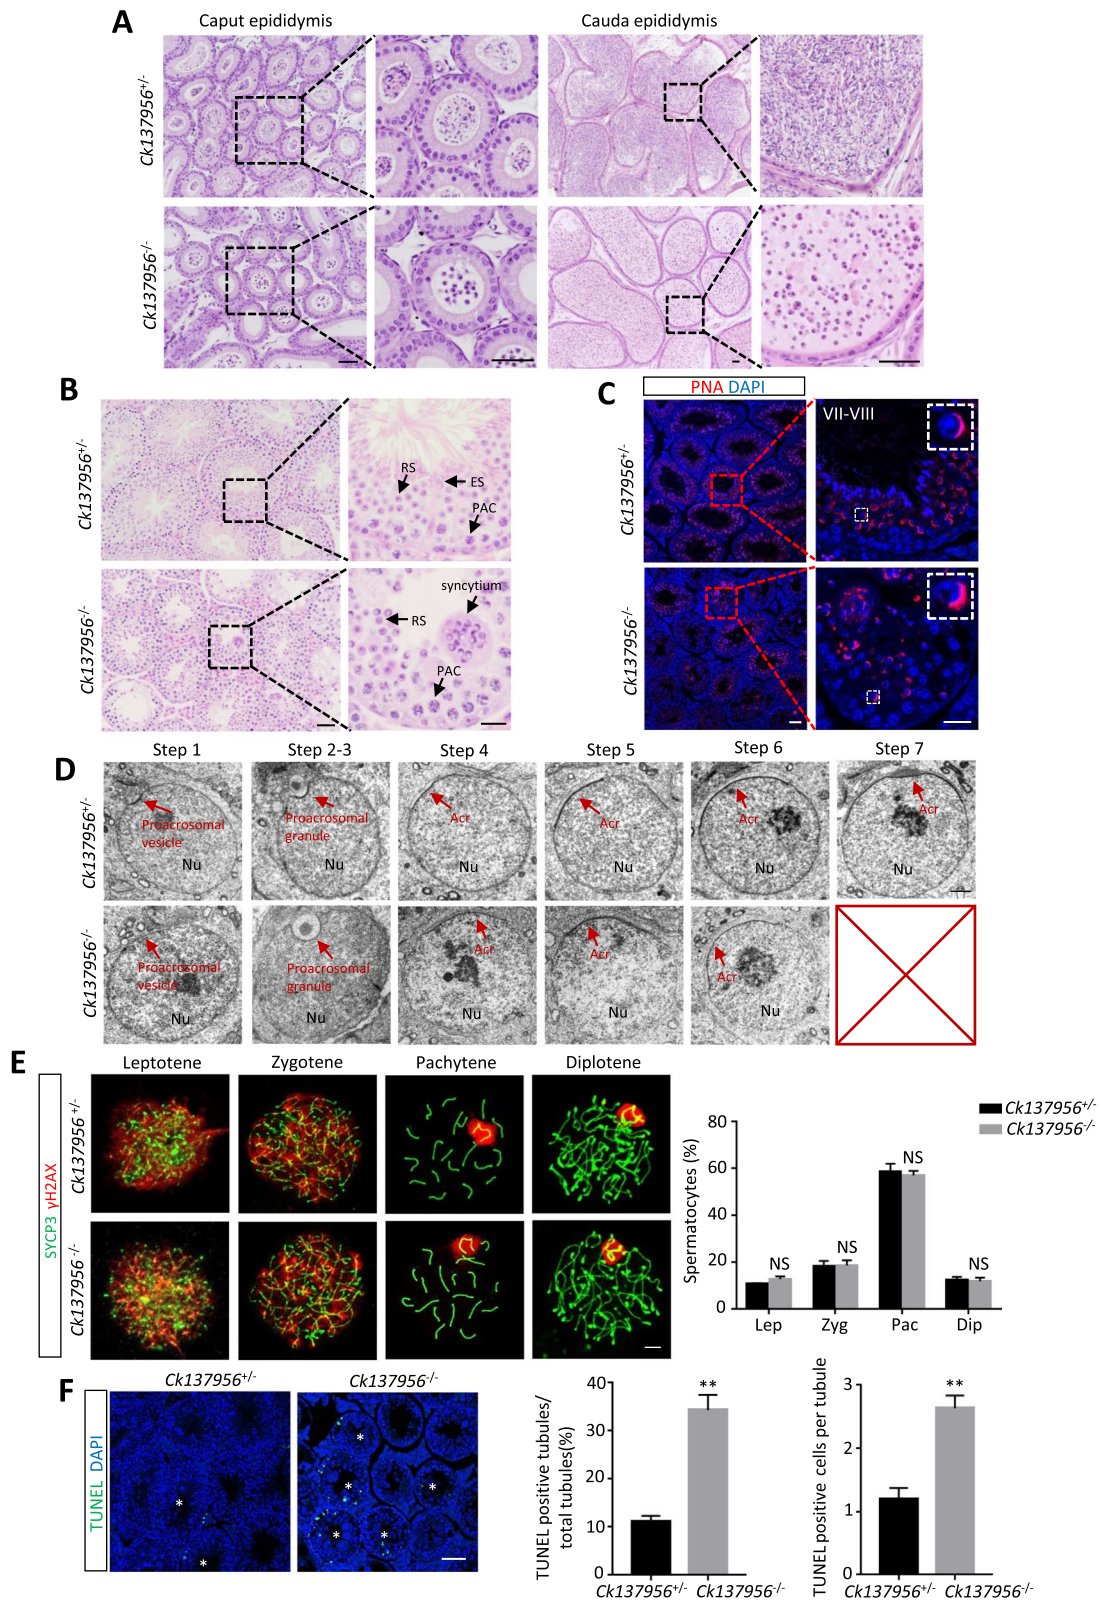 A
Caput epididymis
Cauda epididymis
Ck137956+/-
Ck137956-/-
B
Ck137956+/-
RS
ES
PAC
Ck137956-/-
syncytium
RS
PAC
C
PNA DAPI
Ck137956+/-
VII-VIII
Ck137956-/-
D
Step 1
Step 2-3
Step 4
Step 5
Step 6
Step 7
Ck137956+/-
Proacrosomal
vesicle
Nu
Proacrosomal
granule
Nu
Acr
Nu
Acr
Nu
Acr
Nu
Acr
Nu
Ck137956-/-
Proacrosomal
vesicle
Nu
Proacrosomal
granule
Nu
Acr
Nu
Acr
Nu
Acr
Nu
E
Leptotene
Zygotene
Pachytene
Diplotene
SYCP3 γH2AX
Ck137956+/-
Ck137956-/-
Ck137956+/-
Ck137956-/-
Spermatocytes (%)
80
60
40
20
0
NS
NS
NS
NS
Lep
Zyg
Pac
Dip
F
Ck137956+/-
Ck137956-/-
TUNEL DAPI
*
*
*
*
*
*
*
TUNEL positive tubules/
total tubules(%)
40
30
20
10
0
**
Ck137956+/-
Ck137956-/-
TUNEL positive cells per tubule
3
2
1
0
**
Ck137956+/-
Ck137956-/-